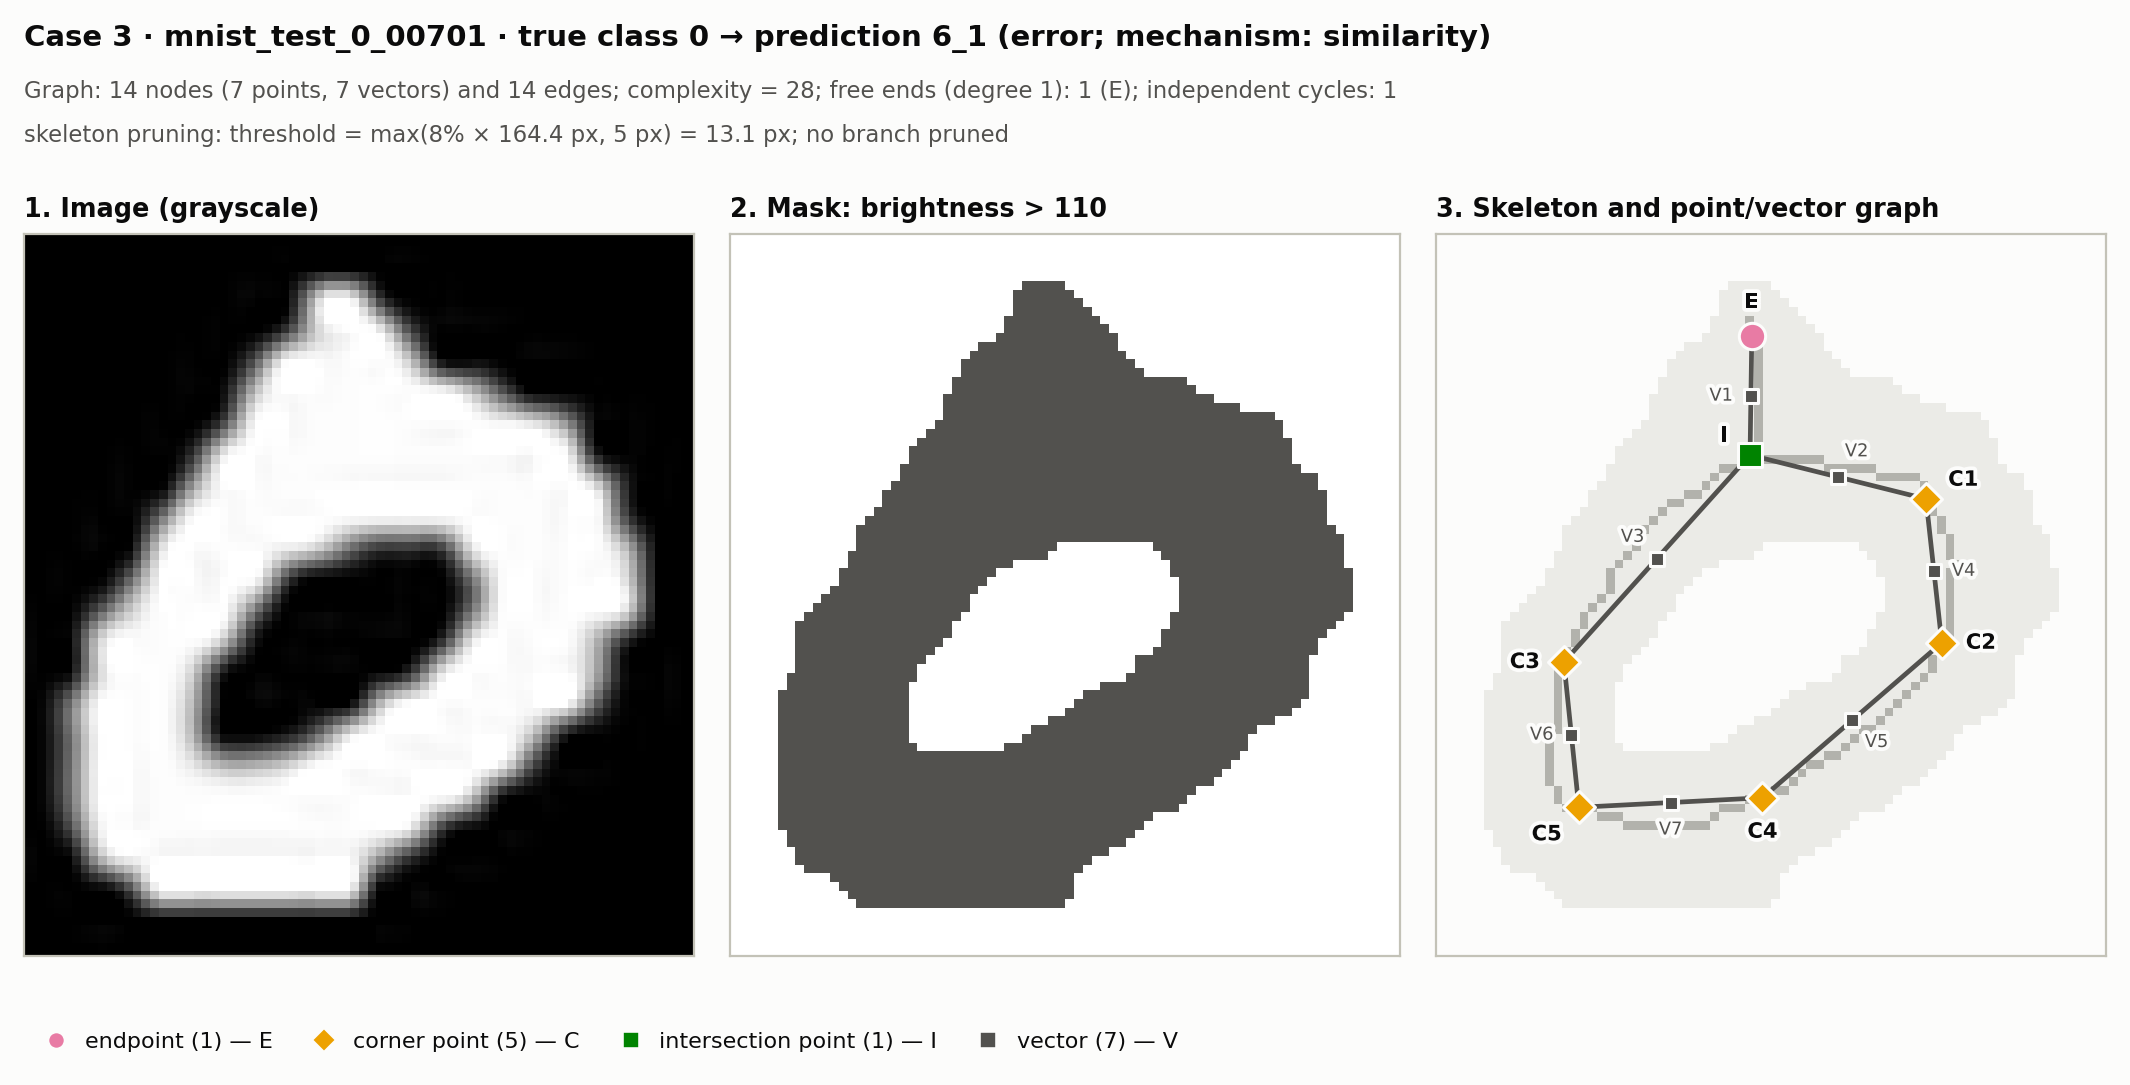 Case 3 · mnist_test_0_00701 · true class 0 → prediction 6_1 (error; mechanism: similarity)
Graph: 14 nodes (7 points, 7 vectors) and 14 edges; complexity = 28; free ends (degree 1): 1 (E); independent cycles: 1
skeleton pruning: threshold = max(8% × 164.4 px, 5 px) = 13.1 px; no branch pruned
1. Image (grayscale)
2. Mask: brightness > 110
3. Skeleton and point/vector graph
E
V1
I
V2
C1
V3
V4
C2
C3
V6
V5
C5
V7
C4
endpoint (1) — E
corner point (5) — C
intersection point (1) — I
vector (7) — V